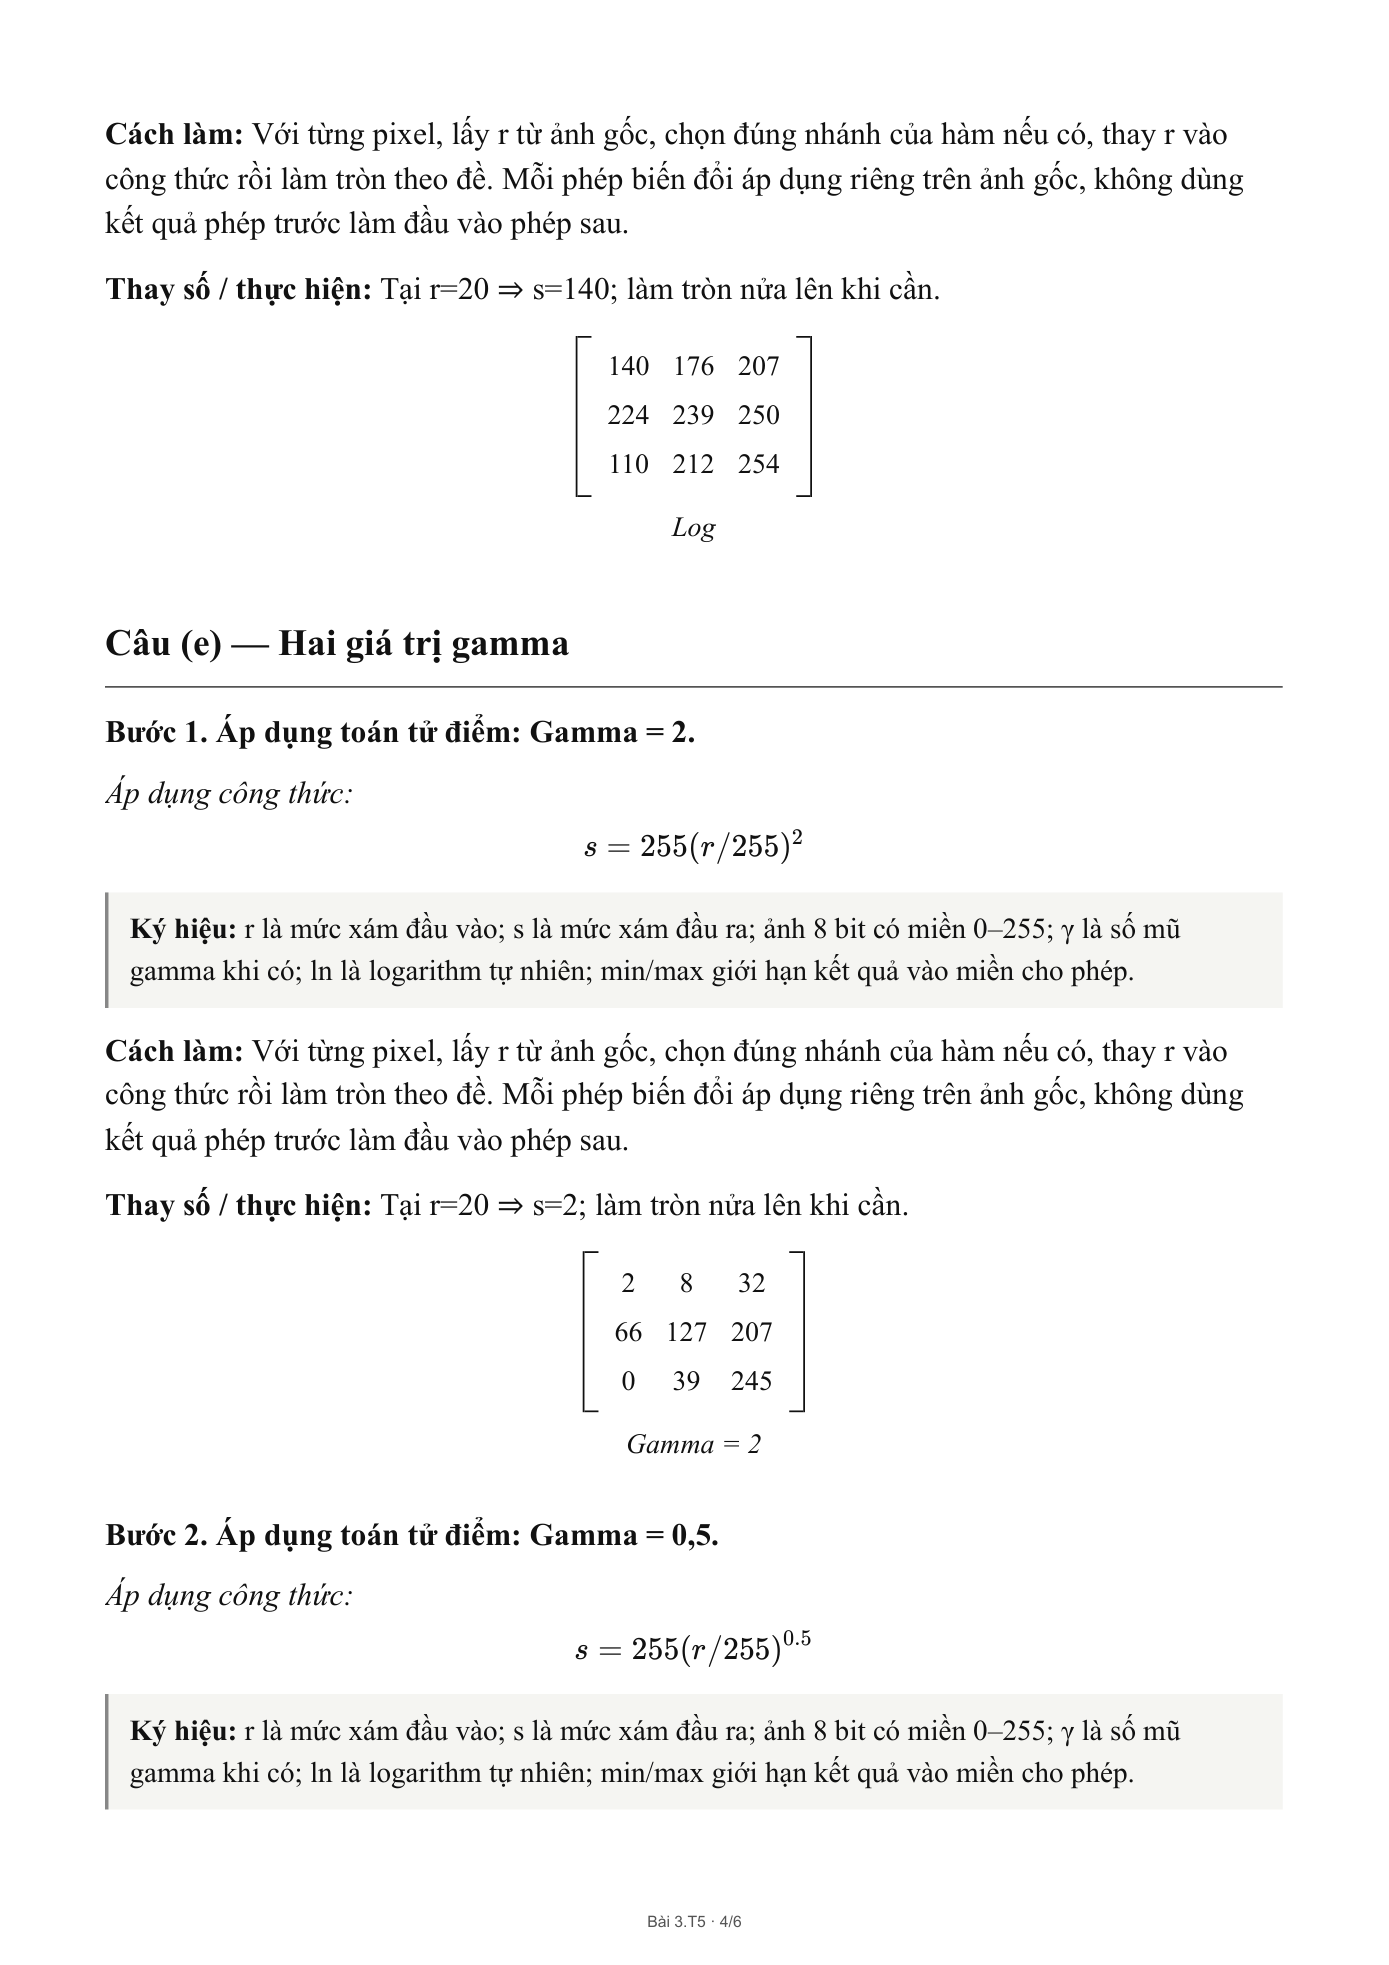 Cách làm: Với từng pixel, lấy r từ ảnh gốc, chọn đúng nhánh của hàm nếu có, thay r vào
công thức rồi làm tròn theo đề. Mỗi phép biến đổi áp dụng riêng trên ảnh gốc, không dùng
kết quả phép trước làm đầu vào phép sau.
Thay số / thực hiện: Tại r=20 ⇒ s=140; làm tròn nửa lên khi cần.
140 176 207
224 239 250
110 212 254
Log
Câu (e) — Hai giá trị gamma
Bước 1. Áp dụng toán tử điểm: Gamma = 2.
Áp dụng công thức:
s = 255(r/255)²
Ký hiệu: r là mức xám đầu vào; s là mức xám đầu ra; ảnh 8 bit có miền 0–255; γ là số mũ
gamma khi có; ln là logarithm tự nhiên; min/max giới hạn kết quả vào miền cho phép.
Cách làm: Với từng pixel, lấy r từ ảnh gốc, chọn đúng nhánh của hàm nếu có, thay r vào
công thức rồi làm tròn theo đề. Mỗi phép biến đổi áp dụng riêng trên ảnh gốc, không dùng
kết quả phép trước làm đầu vào phép sau.
Thay số / thực hiện: Tại r=20 ⇒ s=2; làm tròn nửa lên khi cần.
2 8 32
66 127 207
0 39 245
Gamma = 2
Bước 2. Áp dụng toán tử điểm: Gamma = 0,5.
Áp dụng công thức:
s = 255(r/255)^0.5
Ký hiệu: r là mức xám đầu vào; s là mức xám đầu ra; ảnh 8 bit có miền 0–255; γ là số mũ
gamma khi có; ln là logarithm tự nhiên; min/max giới hạn kết quả vào miền cho phép.
Bài 3.T5 · 4/6